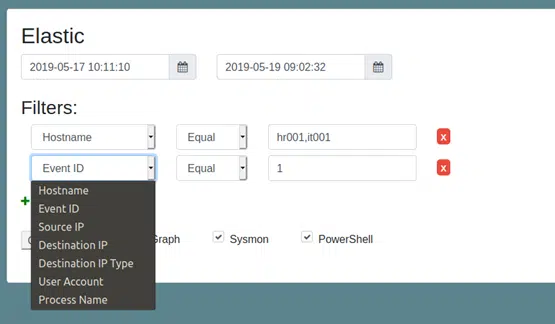 Elastic
2019-05-17 10:11:10 2019-05-19 09:02:32
Filters:
Hostname Equal hr001,it001 x
Event ID Equal 1 x
Hostname
Event ID
Source IP
Destination IP
Destination IP Type
User Account
Process Name
Graph Sysmon PowerShell